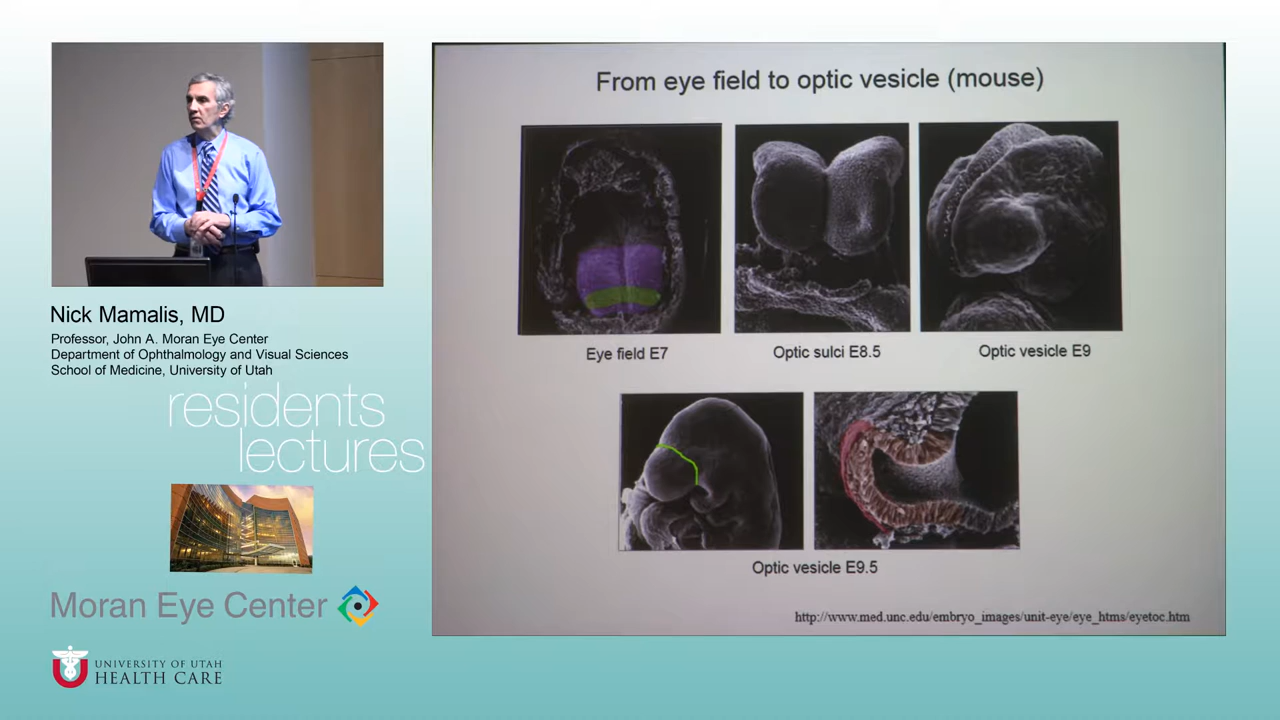 From eye field to optic vesicle (mouse)
Eye field E7
Optic sulci E8.5
Optic vesicle E9
Optic vesicle E9.5
http://www.med.unc.edu/embryo_images/unit-eye/eye_htms/eyetoc.htm
Nick Mamalis, MD
Professor, John A. Moran Eye Center
Department of Ophthalmology and Visual Sciences
School of Medicine, University of Utah
residents
lectures
Moran Eye Center
UNIVERSITY OF UTAH
HEALTH CARE